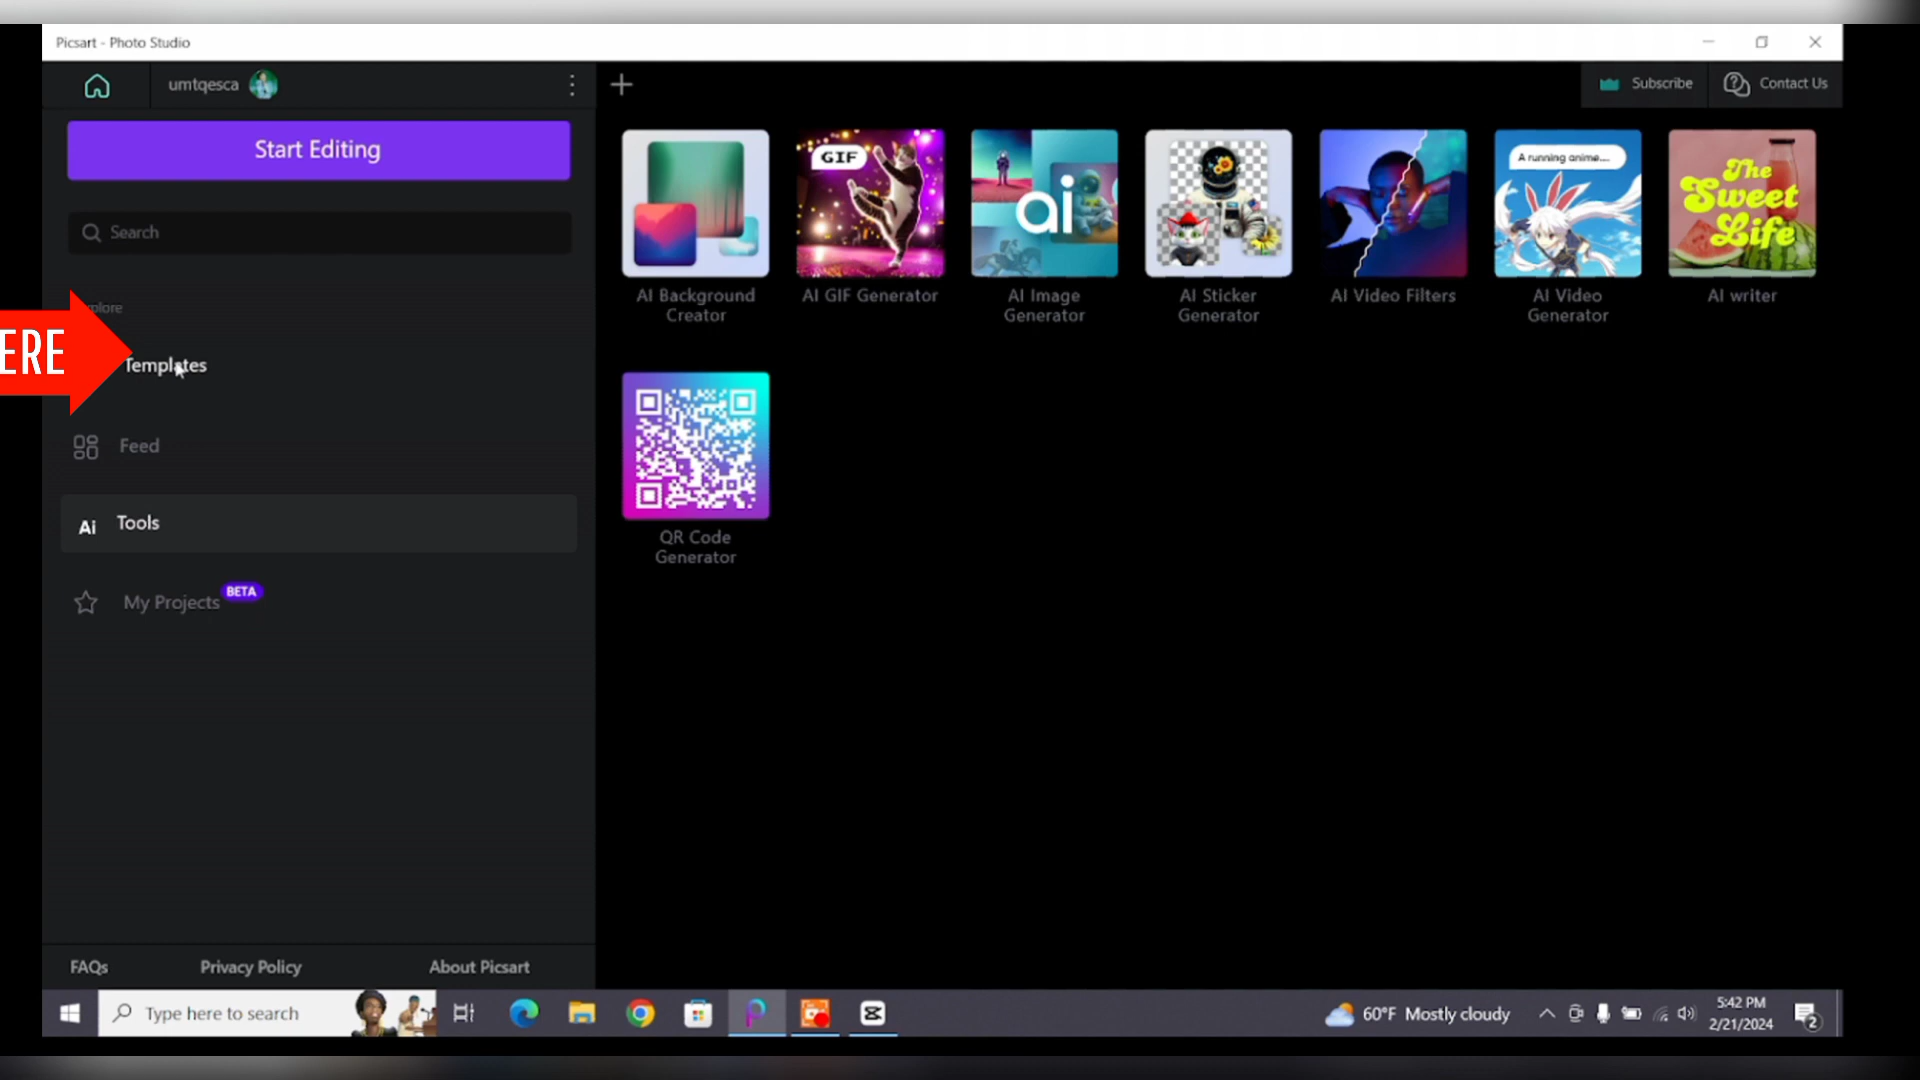 Picsart - Photo Studio
umtqesca
Subscribe
Contact Us
Start Editing
Search
plore
ERE
Templates
Feed
Ai Tools
My Projects BETA
GIF
ai
A running anime....
The
Sweet
Life
AI Background
Creator
AI GIF Generator
AI Image
Generator
AI Sticker
Generator
AI Video Filters
AI Video
Generator
AI writer
QR Code
Generator
FAQs
Privacy Policy
About Picsart
Type here to search
60°F Mostly cloudy
5:42 PM
2/21/2024
2